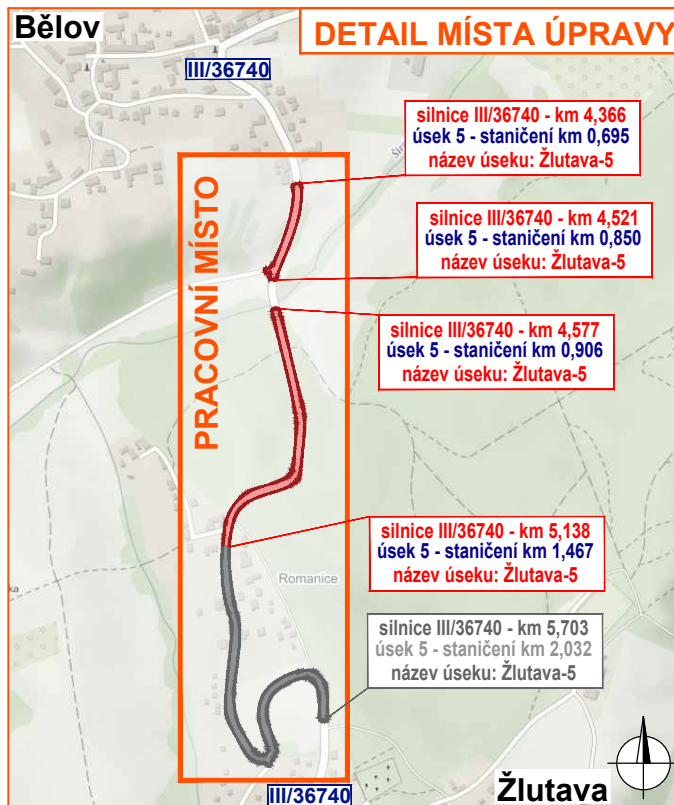 Bělov
DETAIL MÍSTA ÚPRAVY
III/36740
silnice III/36740 - km 4,366
úsek 5 - staničení km 0,695
název úseku: Žlutava-5
PRACOVNÍ MÍSTO
silnice III/36740 - km 4,521
úsek 5 - staničení km 0,850
název úseku: Žlutava-5
silnice III/36740 - km 4,577
úsek 5 - staničení km 0,906
název úseku: Žlutava-5
silnice III/36740 - km 5,138
úsek 5 - staničení km 1,467
název úseku: Žlutava-5
Romanice
silnice III/36740 - km 5,703
úsek 5 - staničení km 2,032
název úseku: Žlutava-5
III/36740
Žlutava